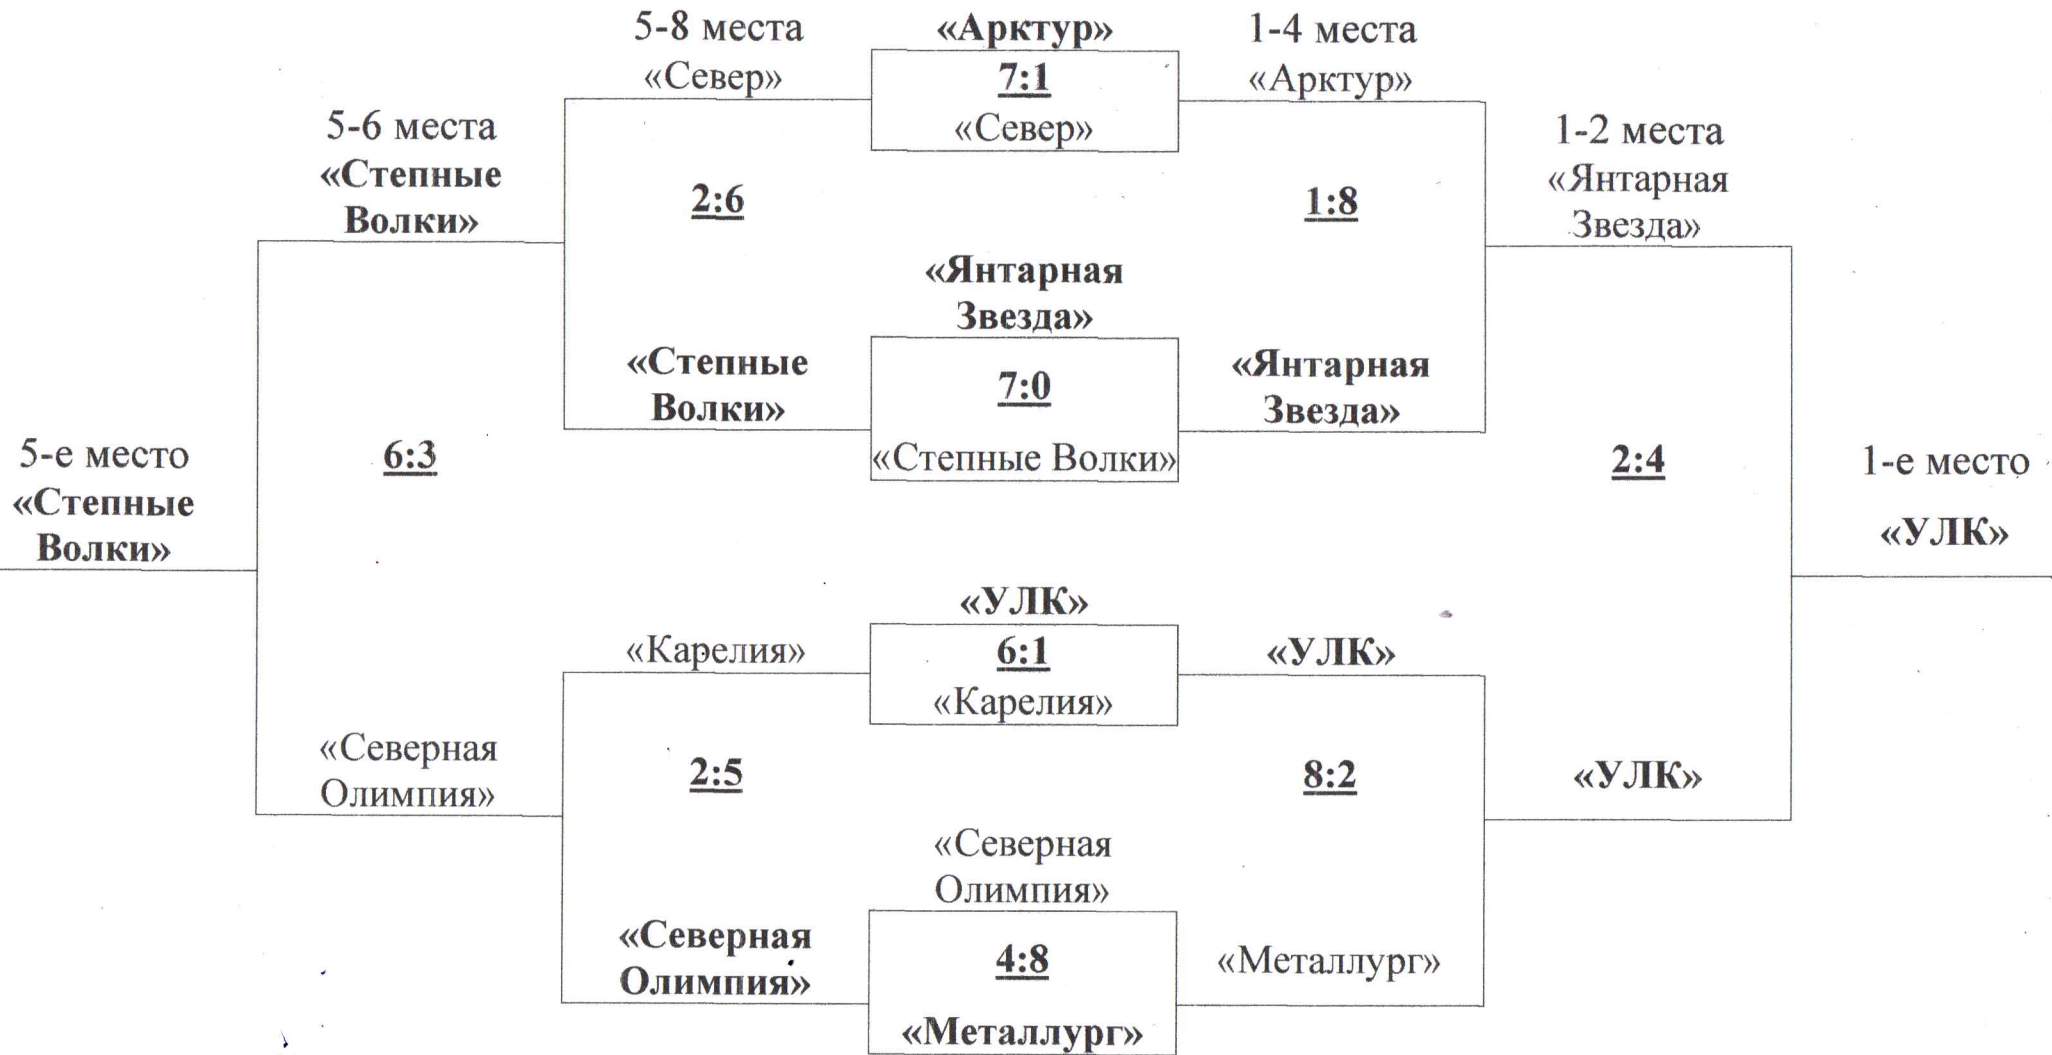 5-8 места
«Арктур»
1-4 места
«Север»
7:1
«Арктур»
«Север»
5-6 места
«Степные
Волки»
2:6
1:8
1-2 места
«Янтарная
Звезда»
«Янтарная
Звезда»
«Степные
Волки»
7:0
«Степные Волки»
«Янтарная
Звезда»
5-е место
«Степные
Волки»
6:3
2:4
1-е место
«УЛК»
«УЛК»
«Карелия»
6:1
«Карелия»
«УЛК»
«Северная
Олимпия»
2:5
8:2
«УЛК»
«Северная
Олимпия»
«Северная
Олимпия»
4:8
«Металлург»
«Металлург»